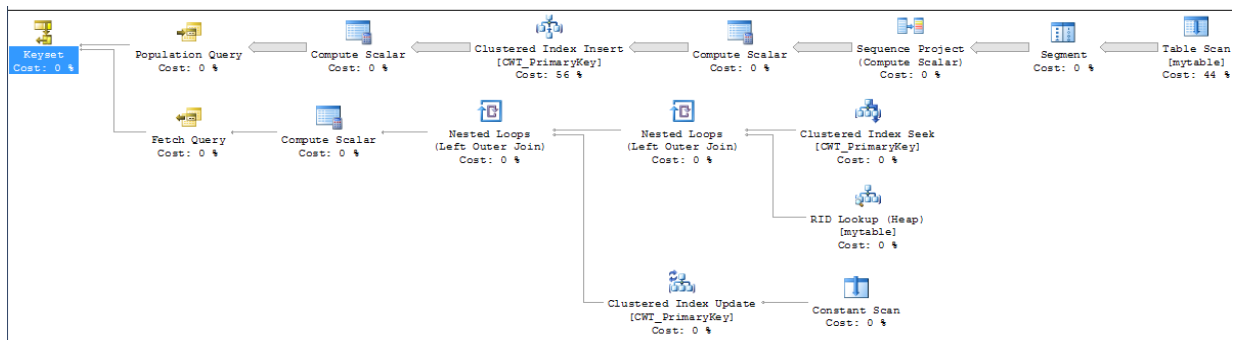 Keyset
Cost: 0 %
Population Query
Cost: 0 %
Compute Scalar
Cost: 0 %
Clustered Index Insert
[CWT_PrimaryKey]
Cost: 56 %
Compute Scalar
Cost: 0 %
Sequence Project
(Compute Scalar)
Cost: 0 %
Segment
Cost: 0 %
Table Scan
[mytable]
Cost: 44 %
Fetch Query
Cost: 0 %
Compute Scalar
Cost: 0 %
Nested Loops
(Left Outer Join)
Cost: 0 %
Nested Loops
(Left Outer Join)
Cost: 0 %
Clustered Index Seek
[CWT_PrimaryKey]
Cost: 0 %
RID Lookup (Heap)
[mytable]
Cost: 0 %
Clustered Index Update
[CWT_PrimaryKey]
Cost: 0 %
Constant Scan
Cost: 0 %